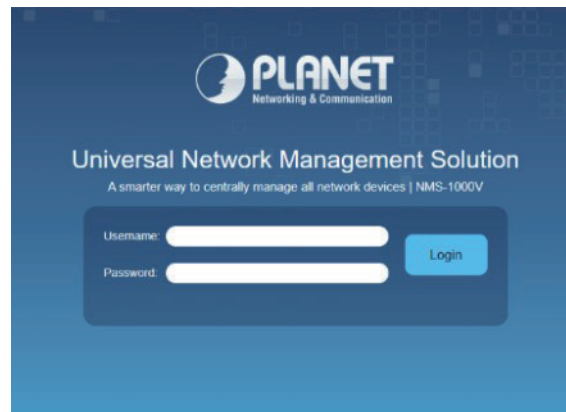 PLANET
Networking & Communication
Universal Network Management Solution
A smarter way to centrally manage all network devices | NMS-1000V
Username:
Login
Password: